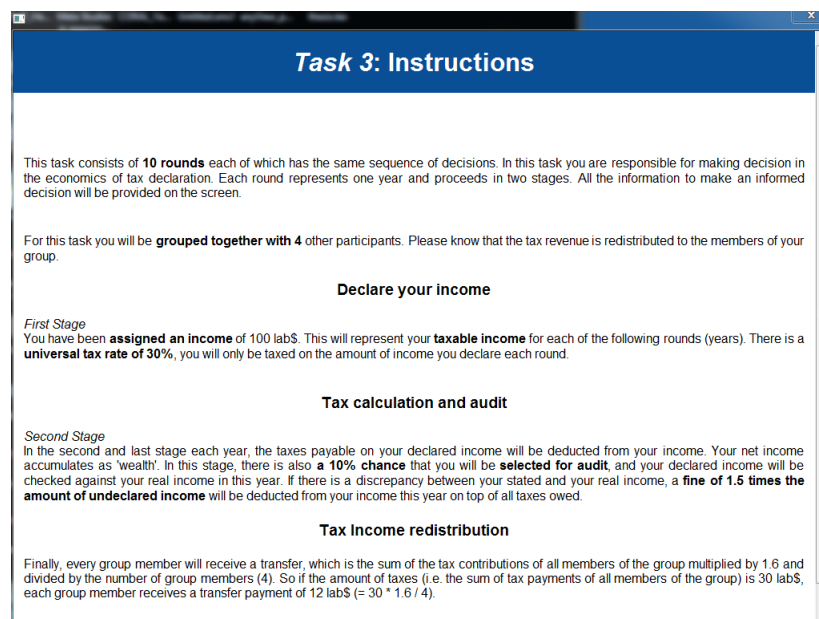 Task 3: Instructions
This task consists of 10 rounds each of which has the same sequence of decisions. In this task you are responsible for making decision in
the economics of tax declaration. Each round represents one year and proceeds in two stages. All the information to make an informed
decision will be provided on the screen.
For this task you will be grouped together with 4 other participants. Please know that the tax revenue is redistributed to the members of your
group.
Declare your income
First Stage
You have been assigned an income of 100 lab$. This will represent your taxable income for each of the following rounds (years). There is a
universal tax rate of 30%, you will only be taxed on the amount of income you declare each round.
Tax calculation and audit
Second Stage
In the second and last stage each year, the taxes payable on your declared income will be deducted from your income. Your net income
accumulates as 'wealth'. In this stage, there is also a 10% chance that you will be selected for audit, and your declared income will be
checked against your real income in this year. If there is a discrepancy between your stated and your real income, a fine of 1.5 times the
amount of undeclared income will be deducted from your income this year on top of all taxes owed.
Tax Income redistribution
Finally, every group member will receive a transfer, which is the sum of the tax contributions of all members of the group multiplied by 1.6 and
divided by the number of group members (4). So if the amount of taxes (i.e. the sum of tax payments of all members of the group) is 30 lab$,
each group member receives a transfer payment of 12 lab$ (= 30 * 1.6 / 4).